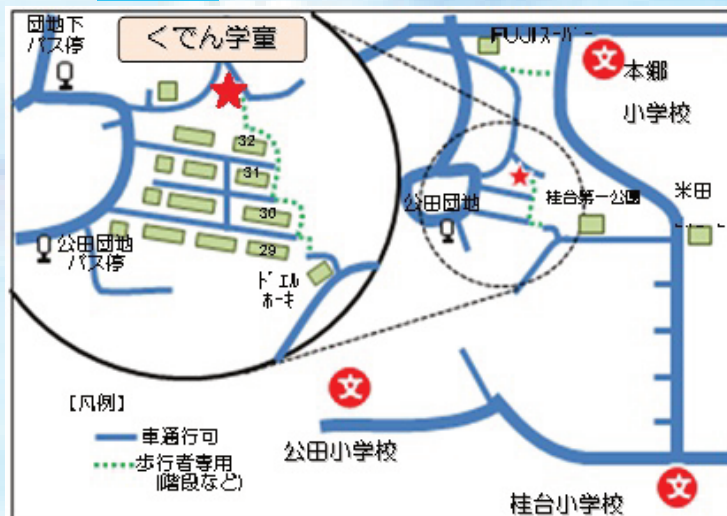 団地下
バス停
くでん学童
FUJIスーパー
文
本郷
小学校
32
31
30
29
米田
桂台第一公園
公田団地
公田団地
バス停
ドエル
ホーキ
文
[凡例]
車通行可
歩行者専用
(階段など)
公田小学校
文
桂台小学校